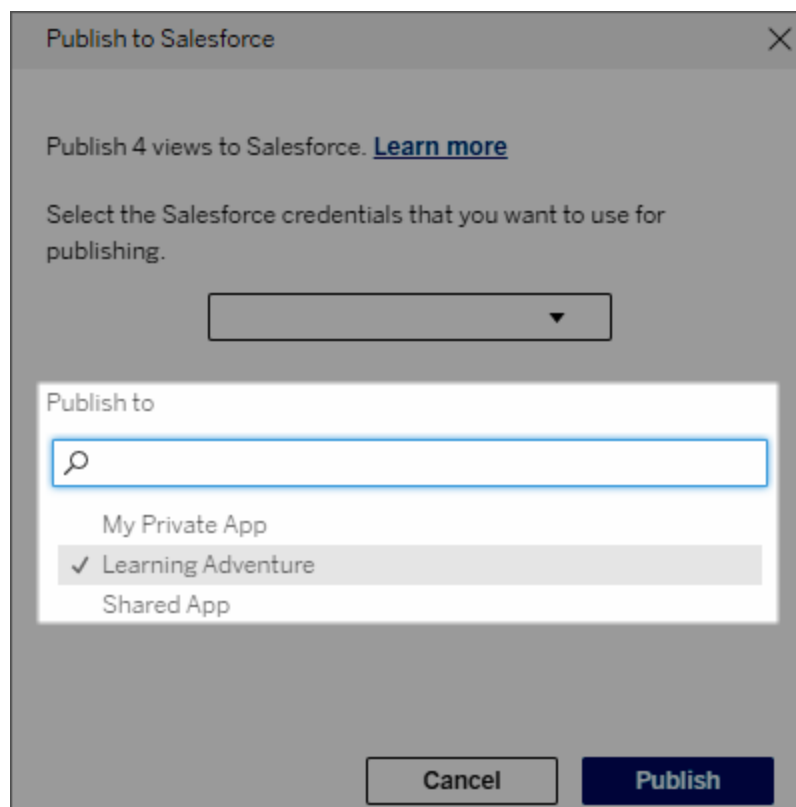 Publish to Salesforce
Publish 4 views to Salesforce. Learn more
Select the Salesforce credentials that you want to use for
publishing.
Publish to
My Private App
Learning Adventure
Shared App
Cancel Publish